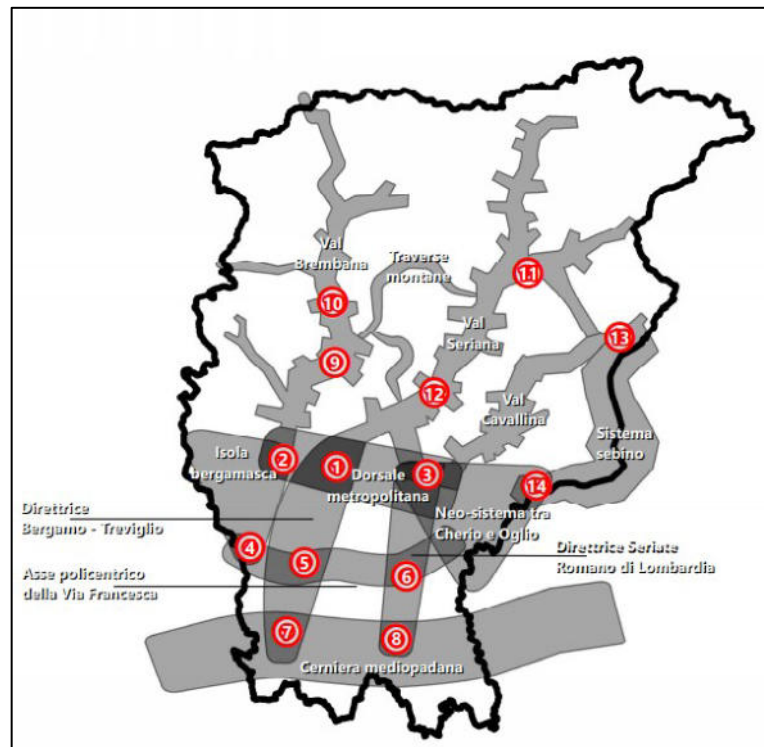 Val
Brembana
Traverse
montane
11
10
Val
Seriana
13
9
12
Val
Cavallina
Sistema
sebino
Isola
bergamasca
2
1
Dorsale
metropolitana
3
14
Neo-sistema tra
Cherio e Oglio
Direttrice
Bergamo - Treviglio
4
5
6
Direttrice Seriate
Romano di Lombardia
Asse policentrico
della Via Francesca
7
8
Cerniera mediopadana